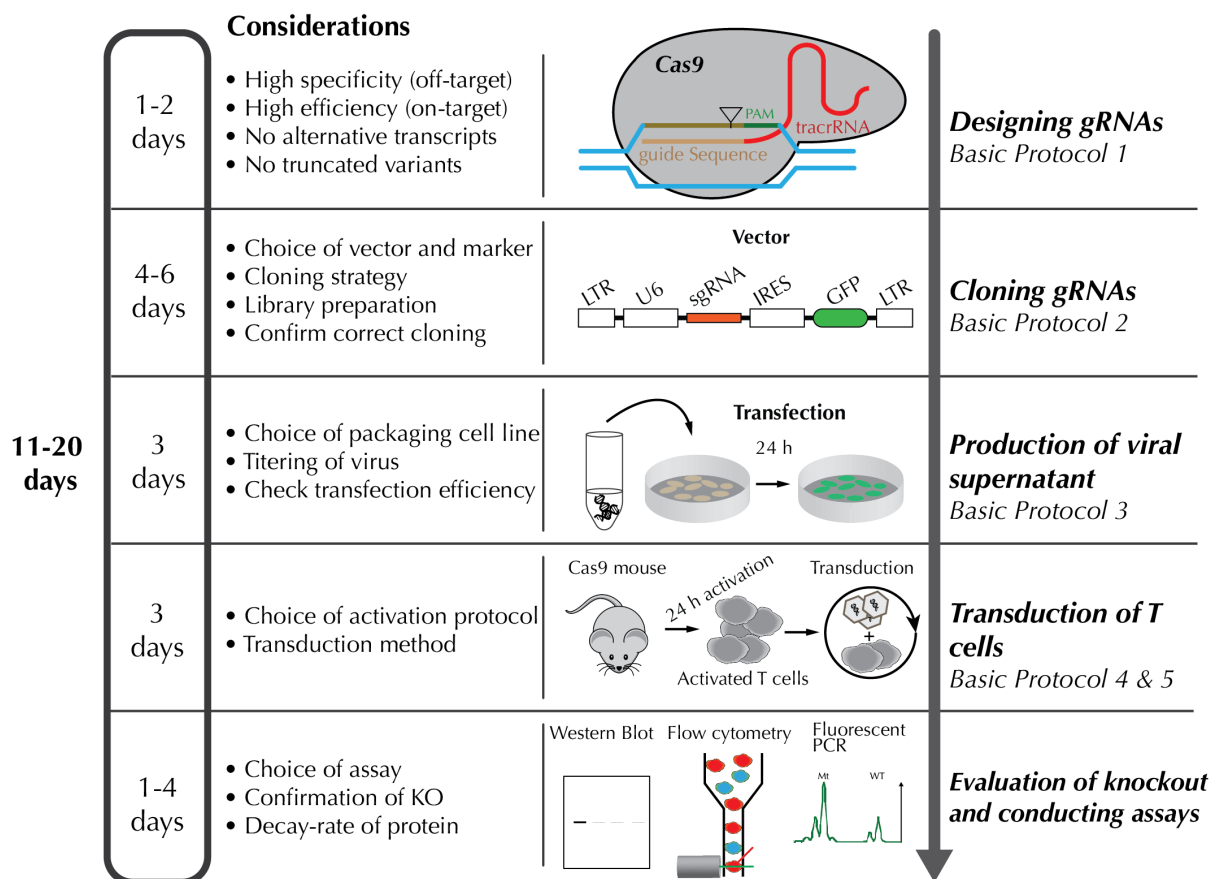 Considerations
11-20
days
1-2
days
• High specificity (off-target)
• High efficiency (on-target)
• No alternative transcripts
• No truncated variants
Cas9
PAM
tracrRNA
guide Sequence
Designing gRNAs
Basic Protocol 1
4-6
days
• Choice of vector and marker
• Cloning strategy
• Library preparation
• Confirm correct cloning
Vector
LTR
U6
sgRNA
IRES
GFP
LTR
Cloning gRNAs
Basic Protocol 2
3
days
• Choice of packaging cell line
• Titering of virus
• Check transfection efficiency
Transfection
24 h
Production of viral
supernatant
Basic Protocol 3
3
days
• Choice of activation protocol
• Transduction method
Cas9 mouse
24 h activation
Activated T cells
Transduction
+
Transduction of T
cells
Basic Protocol 4 & 5
1-4
days
• Choice of assay
• Confirmation of KO
• Decay-rate of protein
Western Blot
Flow cytometry
Fluorescent
PCR
Mt
WT
Evaluation of knockout
and conducting assays